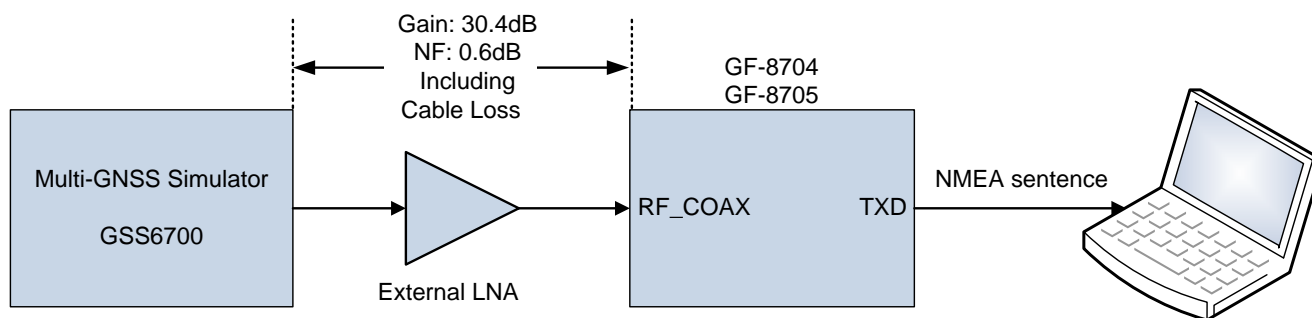 Gain: 30.4dB
NF: 0.6dB
Including
Cable Loss
GF-8704
GF-8705
Multi-GNSS Simulator
GSS6700
External LNA
RF_COAX
TXD
NMEA sentence